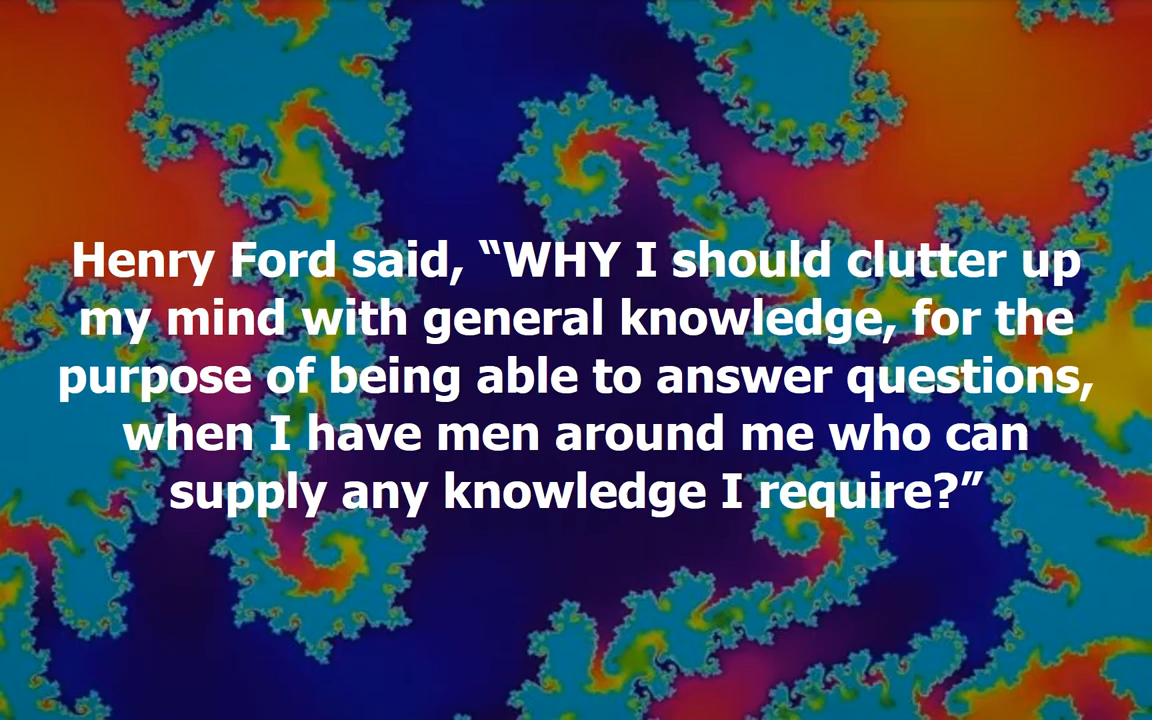 Henry Ford said, “WHY I should clutter up
my mind with general knowledge, for the
purpose of being able to answer questions,
when I have men around me who can
supply any knowledge I require?”